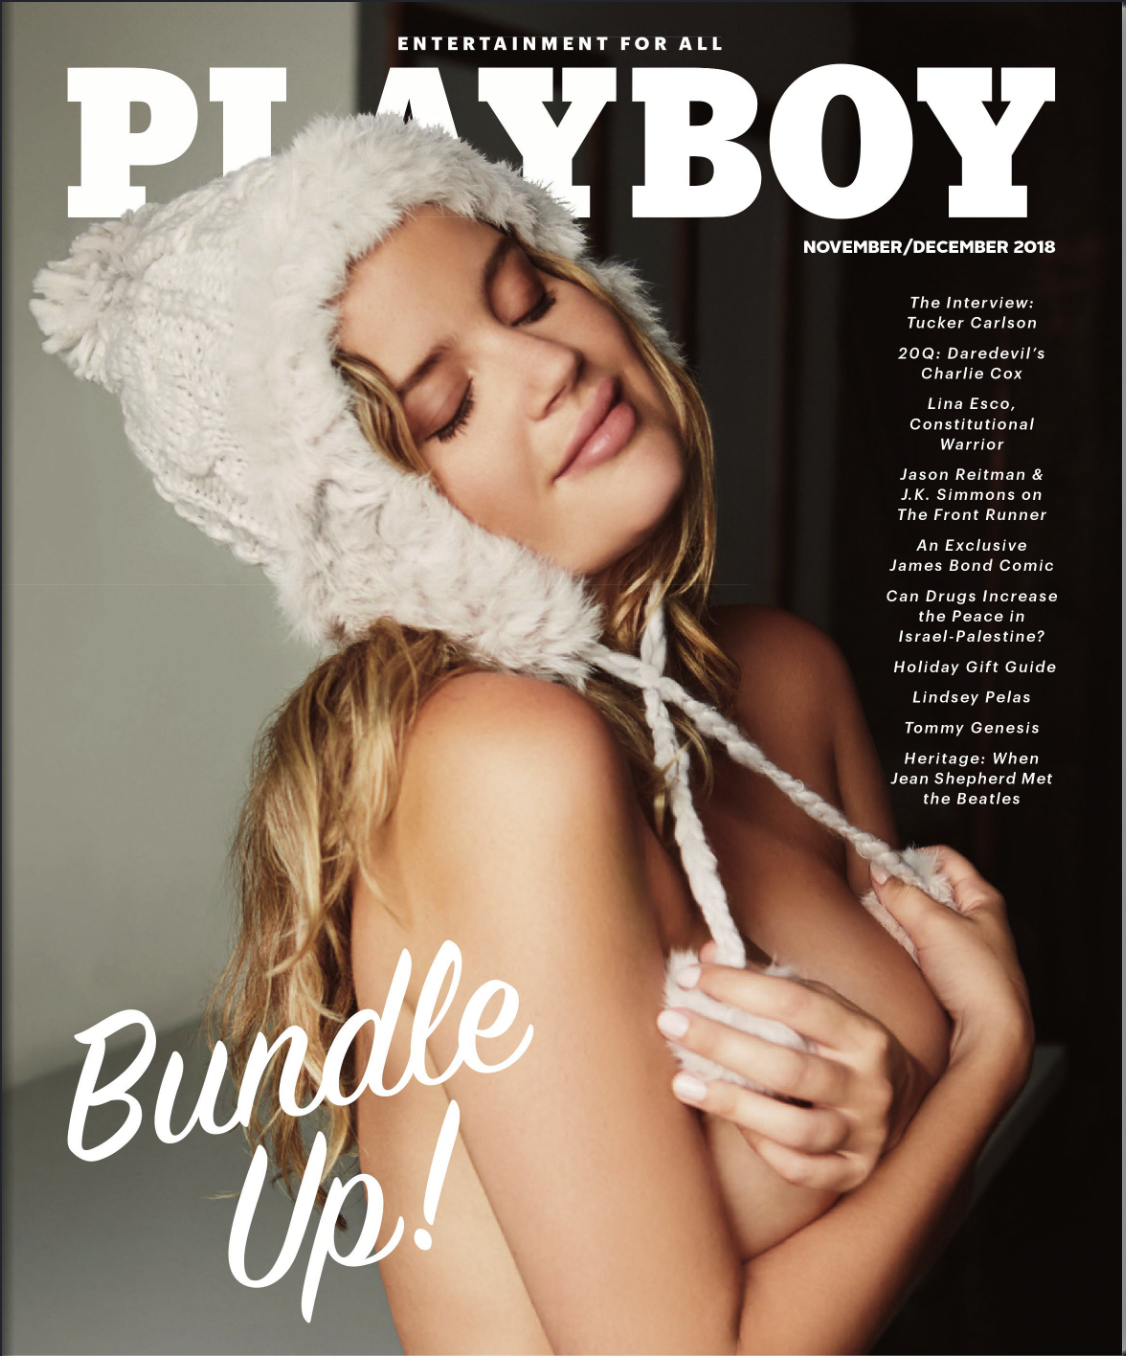 ENTERTAINMENT FOR ALL
PLAYBOY
NOVEMBER/DECEMBER 2018
The Interview:
Tucker Carlson
20Q: Daredevil's
Charlie Cox
Lina Esco,
Constitutional
Warrior
Jason Reitman &
J.K. Simmons on
The Front Runner
An Exclusive
James Bond Comic
Can Drugs Increase
the Peace in
Israel-Palestine?
Holiday Gift Guide
Lindsey Pelas
Tommy Genesis
Heritage: When
Jean Shepherd Met
the Beatles
Bundle
Up!